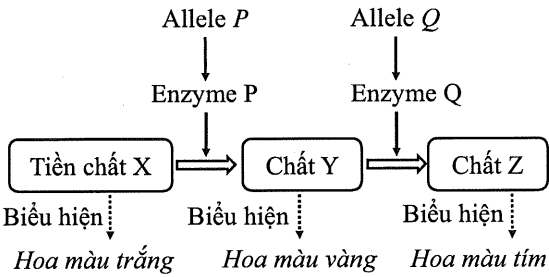 Allele P Allele Q
Enzyme P Enzyme Q
Tiền chất X Chất Y Chất Z
Biểu hiện Biểu hiện Biểu hiện
Hoa màu trắng Hoa màu vàng Hoa màu tím